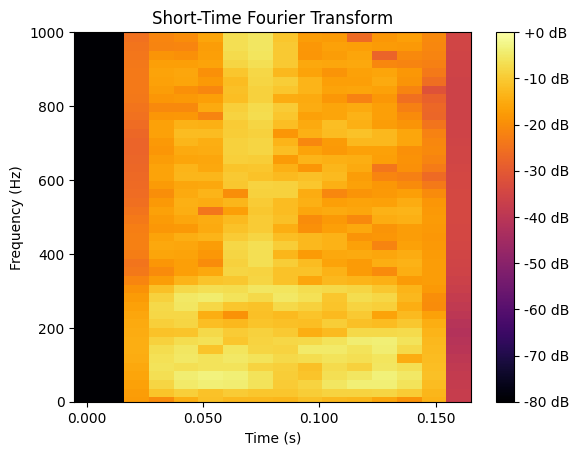 Short-Time Fourier Transform
1000
800
600
400
200
0
Frequency (Hz)
0.000
0.050
0.100
0.150
Time (s)
+0 dB
-10 dB
-20 dB
-30 dB
-40 dB
-50 dB
-60 dB
-70 dB
-80 dB